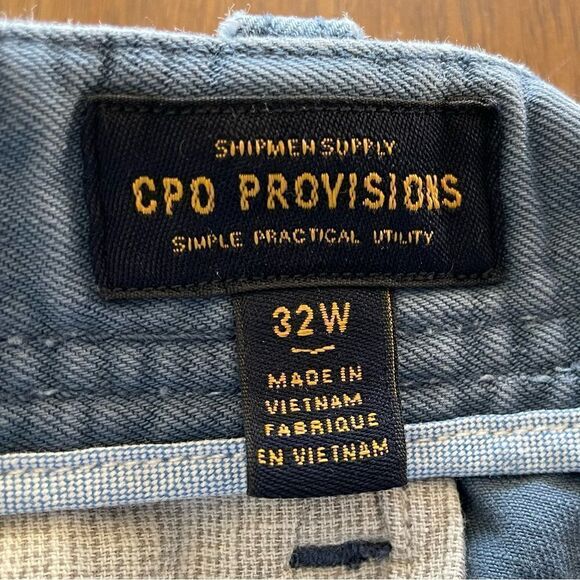 SHIPMEN SUPPLY
CPO PROVISIONS
SIMPLE PRACTICAL UTILITY
32W
MADE IN
VIETNAM
FABRIQUE
EN VIETNAM